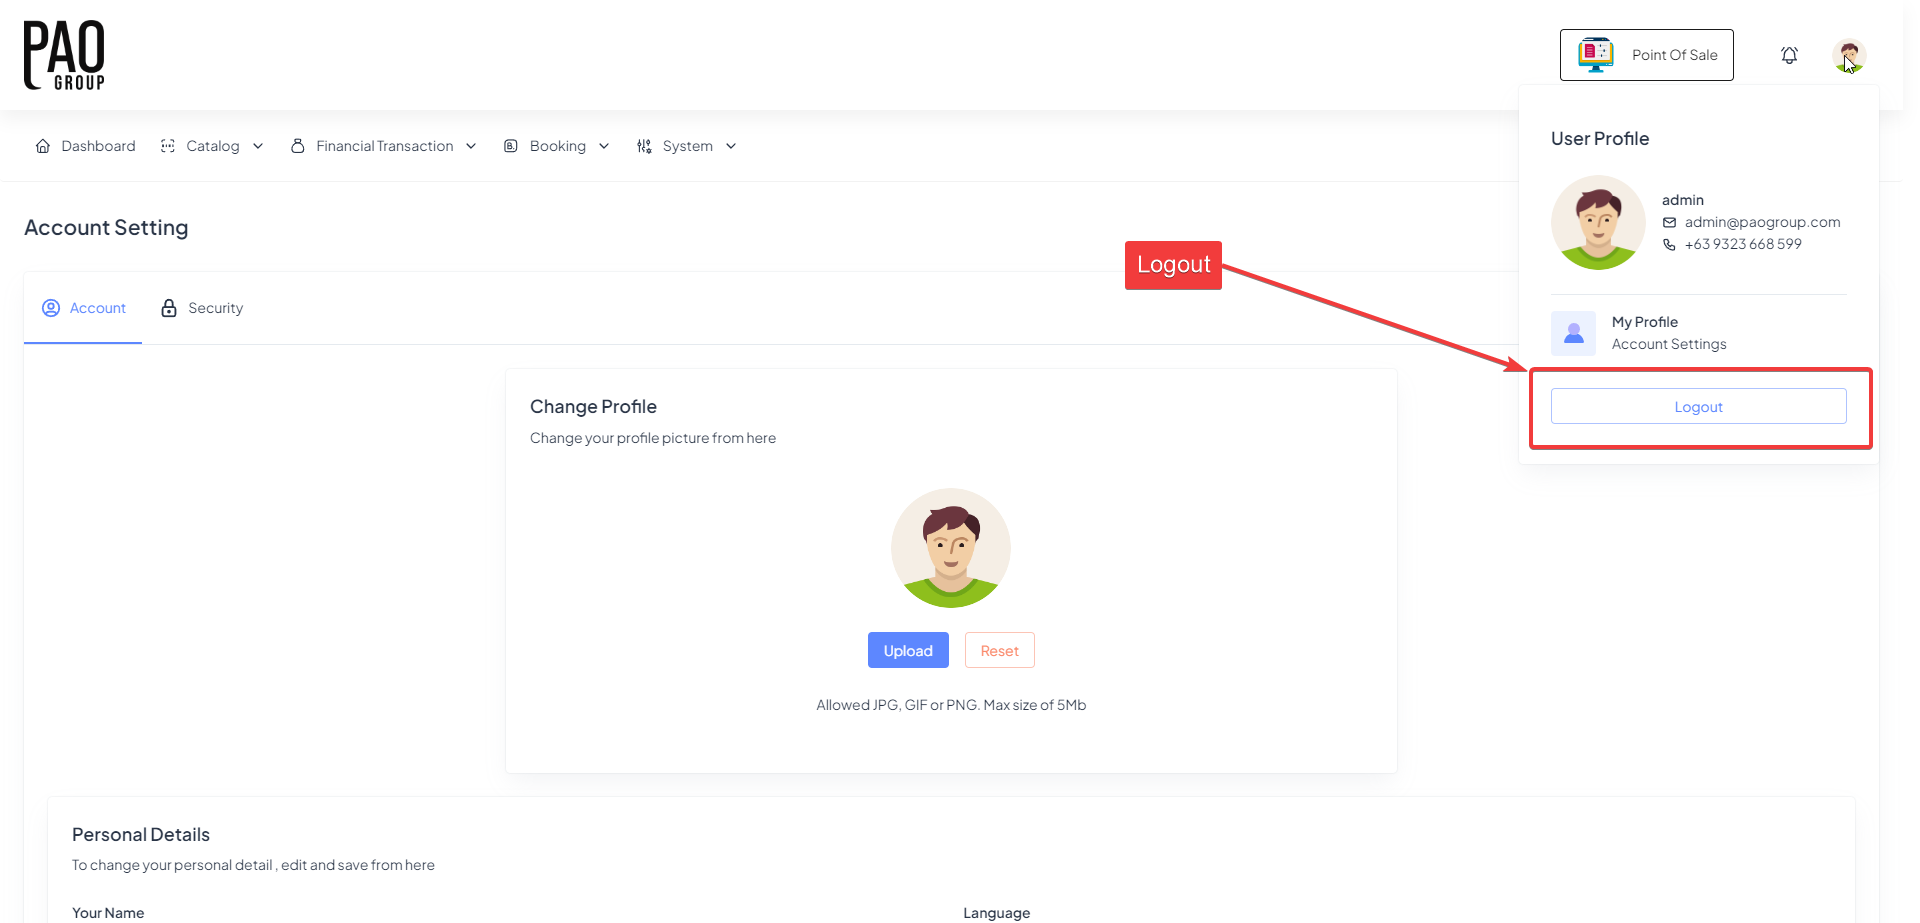 PAO
GROUP
Point Of Sale
Dashboard
Catalog
Financial Transaction
Booking
System
User Profile
admin
admin@paogroup.com
+63 9323 668 599
My Profile
Account Settings
Logout
Logout
Account Setting
Account
Security
Change Profile
Change your profile picture from here
Upload
Reset
Allowed JPG, GIF or PNG. Max size of 5Mb
Personal Details
To change your personal detail , edit and save from here
Your Name
Language